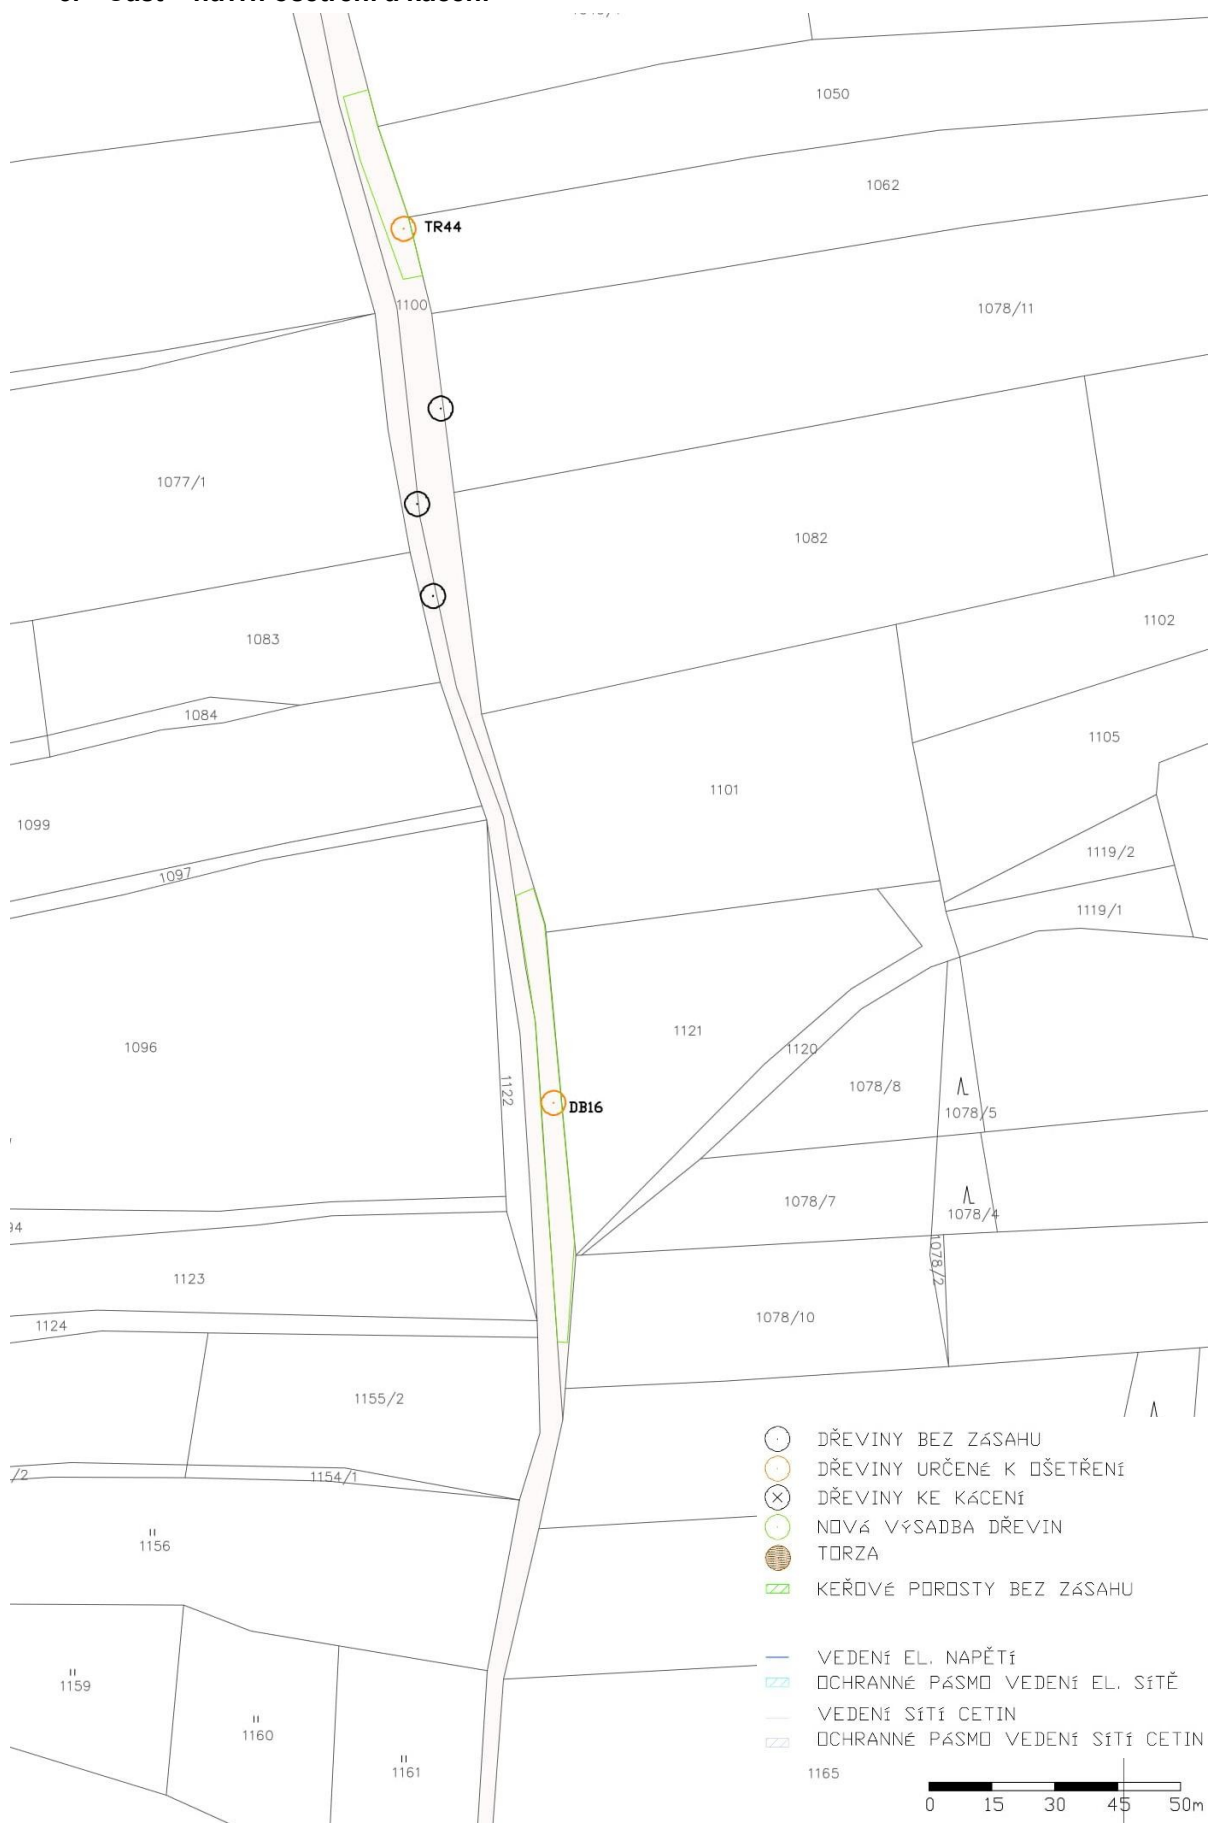 1050
1062
TR44
1100
1078/11
1077/1
1082
1102
1083
1084
1105
1101
1099
1119/2
1097
1119/1
1121
1096
1120
1078/8
1122
1078/5
DB16
1078/7
1078/4
94
1078/2
1123
1078/10
1124
1155/2
DŘEVINY BEZ ZÁSAHU
DŘEVINY URČENÉ K OŠETŘENÍ
/2
1154/1
DŘEVINY KE KÁCENÍ
NOVÁ VÝSADBA DŘEVIN
1156
TORZA
KEŘOVÉ POROSTY BEZ ZÁSAHU
VEDENÍ EL. NAPĚTÍ
1159
OCHRANNÉ PÁSMO VEDENÍ EL. SÍTĚ
VEDENÍ SÍTÍ CETIN
1160
OCHRANNÉ PÁSMO VEDENÍ SÍTÍ CETIN
1161
1165
0 15 30 45 50m